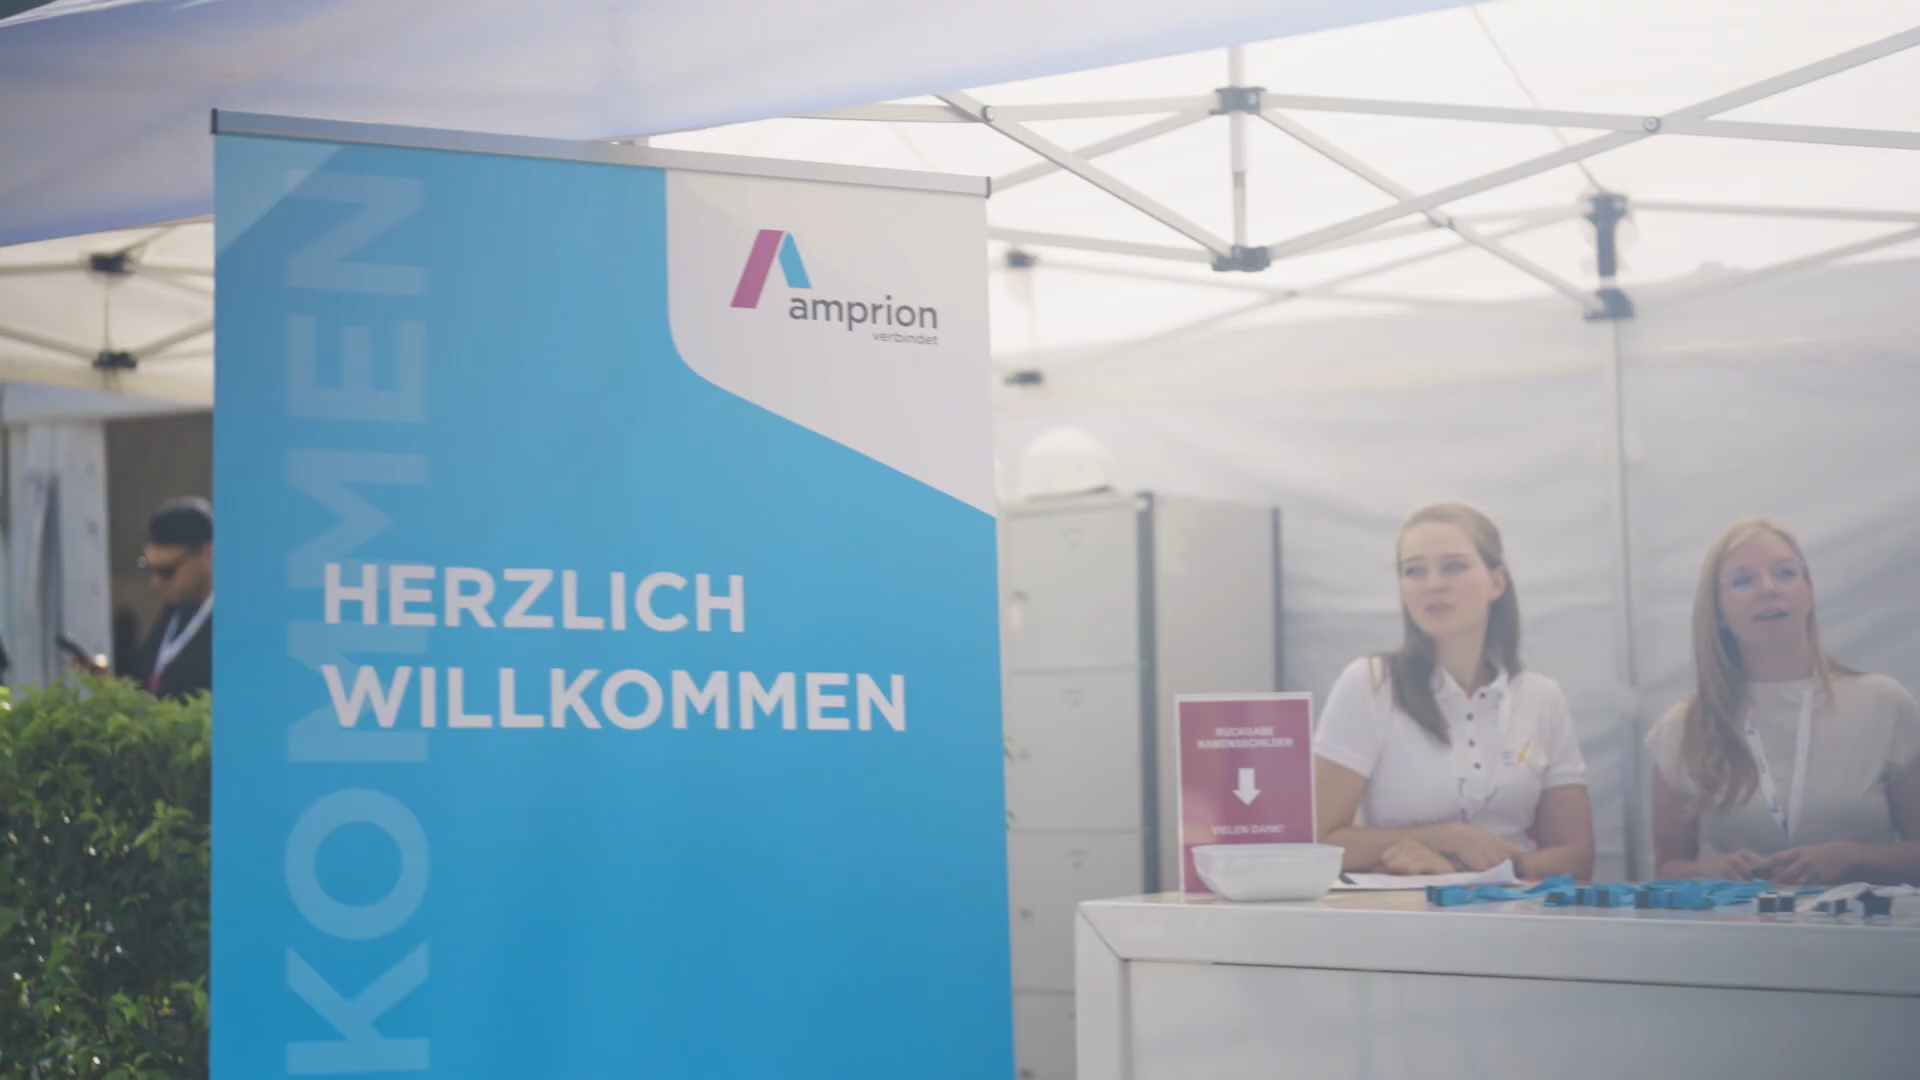 amprion
verbindet
KOMMEN
HERZLICH
WILLKOMMEN
RÜCKGABE
NAMENSSCHILDER
VIELEN DANK!